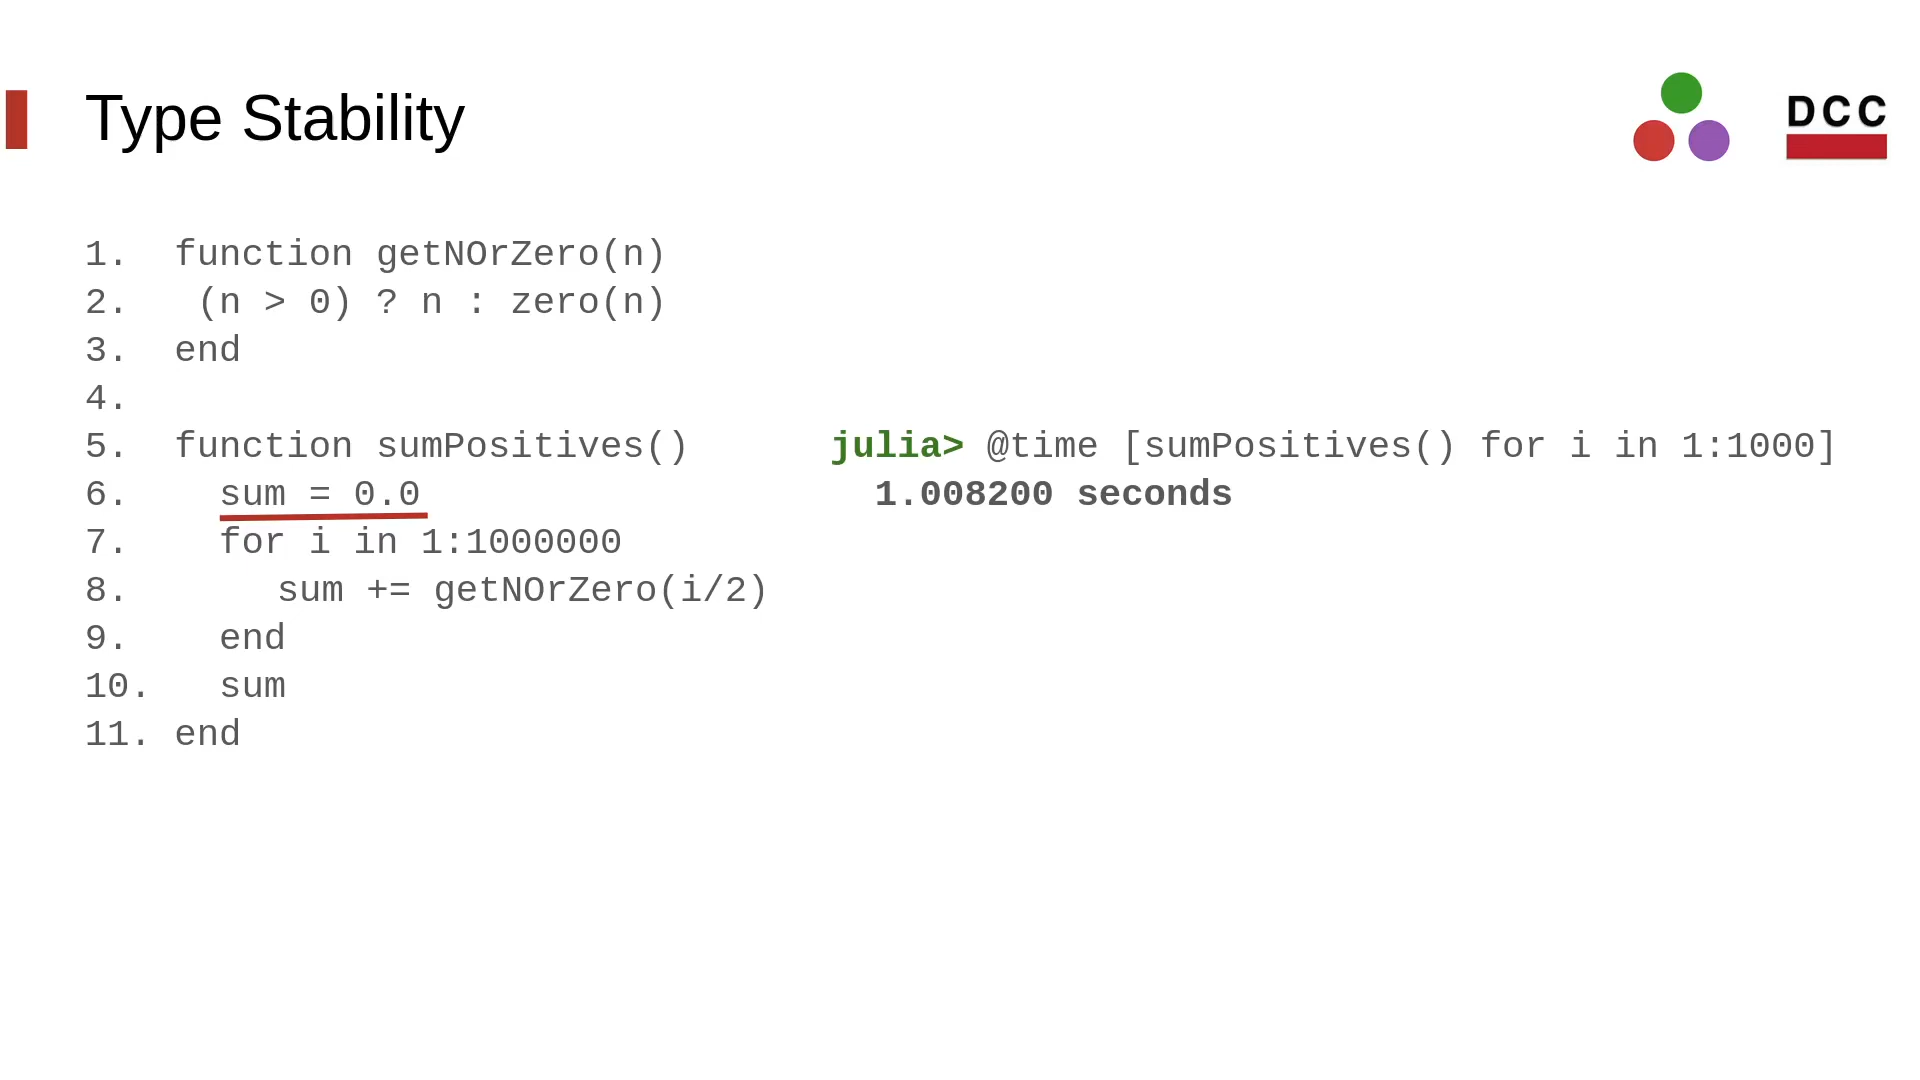 Type Stability
DCC
1. function getNOrZero(n)
2. (n > 0) ? n : zero(n)
3. end
4.
5. function sumPositives()
6. sum = 0.0
7. for i in 1:1000000
8. sum += getNOrZero(i/2)
9. end
10. sum
11. end
julia> @time [sumPositives() for i in 1:1000]
1.008200 seconds